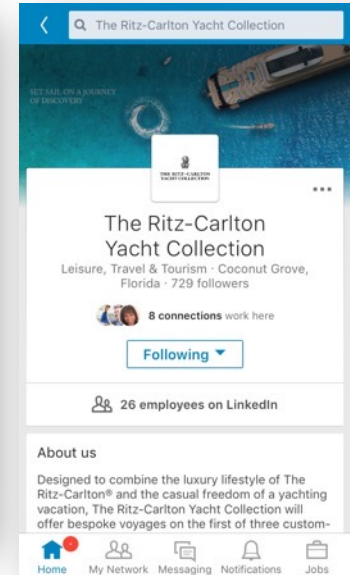 The Ritz-Carlton Yacht Collection
SET SAIL ON A JOURNEY
OF DISCOVERY
THE RITZ-CARLTON
YACHT COLLECTION
The Ritz-Carlton
Yacht Collection
Leisure, Travel & Tourism · Coconut Grove,
Florida · 729 followers
8 connections work here
Following
26 employees on LinkedIn
About us
Designed to combine the luxury lifestyle of The
Ritz-Carlton® and the casual freedom of a yachting
vacation, The Ritz-Carlton Yacht Collection will
offer bespoke voyages on the first of three custom-
Home My Network Messaging Notifications Jobs